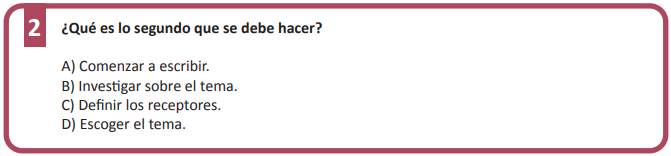 2 ¿Qué es lo segundo que se debe hacer?
A) Comenzar a escribir.
B) Investigar sobre el tema.
C) Definir los receptores.
D) Escoger el tema.